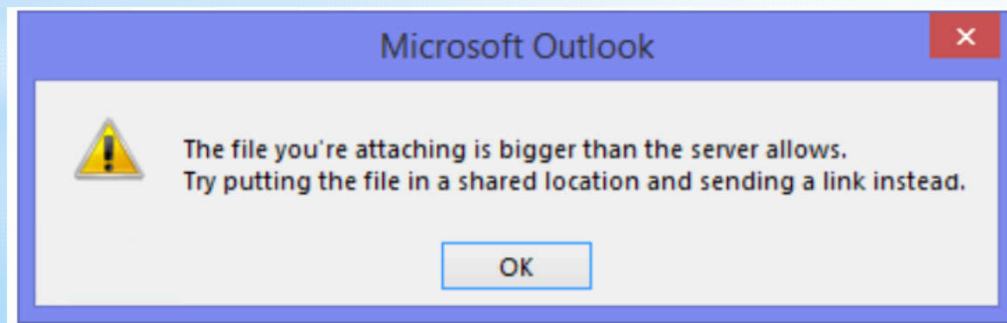 Microsoft Outlook
The file you're attaching is bigger than the server allows.
Try putting the file in a shared location and sending a link instead.
OK